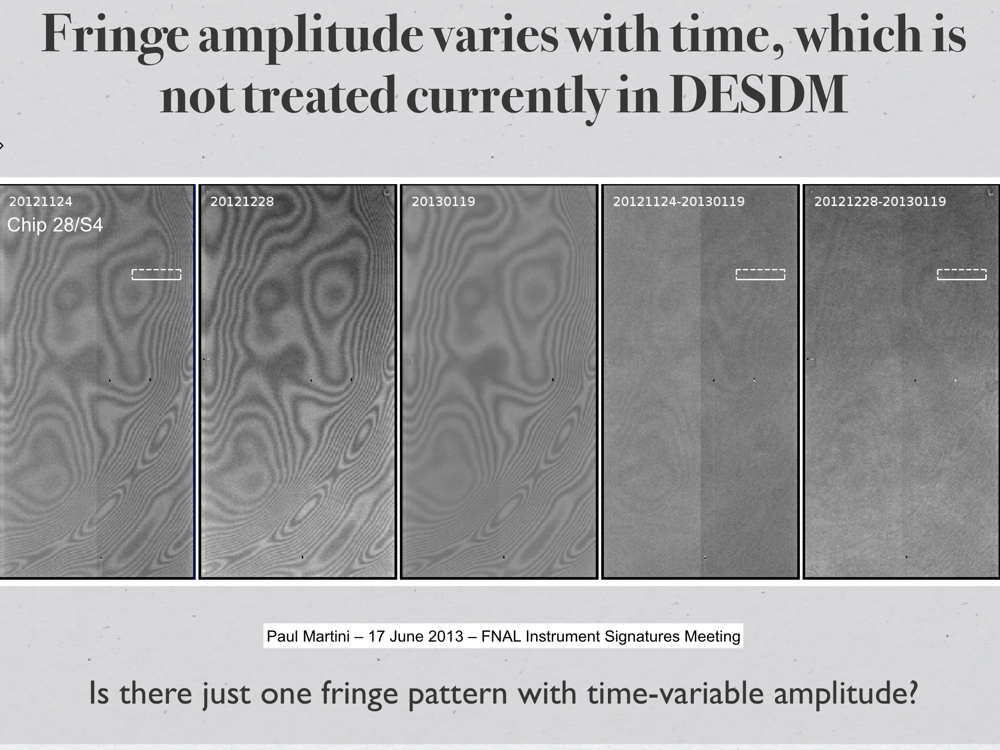 Fringe amplitude varies with time, which is
not treated currently in DESDM
20121124
Chip 28/S4
20121228
20130119
20121124-20130119
20121228-20130119
Paul Martini – 17 June 2013 – FNAL Instrument Signatures Meeting
Is there just one fringe pattern with time-variable amplitude?